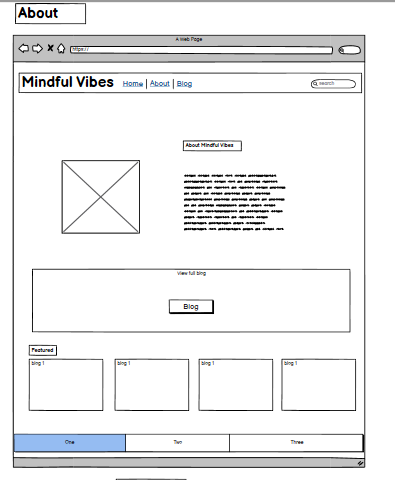 About
A Web Page
https://
Mindful Vibes
Home | About | Blog
search
About Mindful Vibes
View full blog
Blog
Featured
blog 1
blog 1
blog 1
blog 1
One
Two
Three